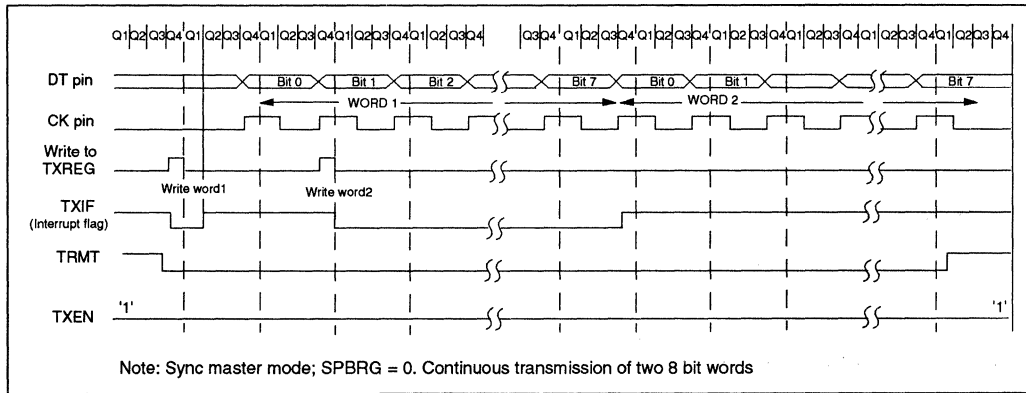 Q1 Q2 Q3 Q4 Q1 Q2 Q3 Q4 Q1 Q2 Q3 Q4 Q1 Q2 Q3 Q4 Q1 Q2 Q3 Q4 Q3 Q4 Q1 Q2 Q3 Q4 Q1 Q2 Q3 Q4 Q1 Q2 Q3 Q4 Q1 Q2 Q3 Q4 Q1 Q2 Q3 Q4 Q1 Q2 Q3 Q4
DT pin Bit 0 Bit 1 Bit 2 Bit 7 Bit 0 Bit 1 Bit 7
WORD 1 WORD 2
CK pin
Write to
TXREG
Write word1 Write word2
TXIF
(Interrupt flag)
TRMT
'1' '1'
TXEN
Note: Sync master mode; SPBRG = 0. Continuous transmission of two 8 bit words